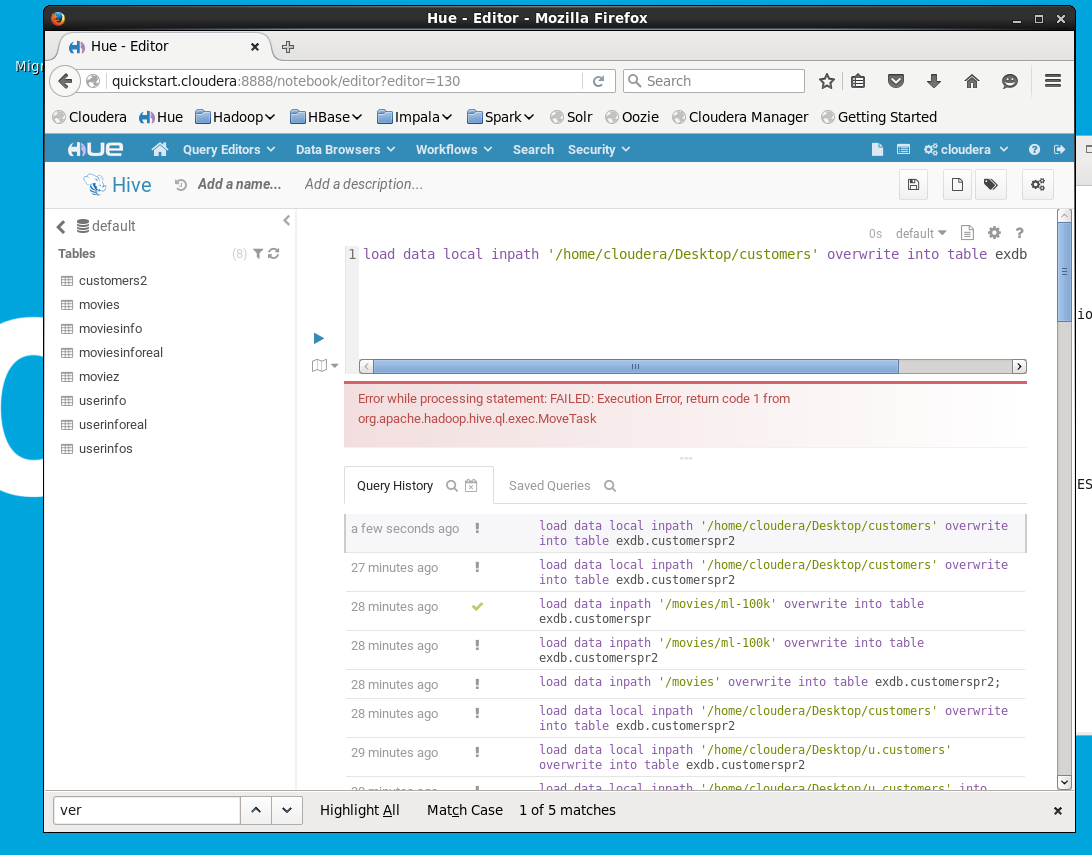 Hue - Editor - Mozilla Firefox
Migr
Hue - Editor
quickstart.cloudera:8888/notebook/editor?editor=130
Search
Cloudera Hue Hadoop HBase Impala Spark Solr Oozie Cloudera Manager Getting Started
HUE Query Editors Data Browsers Workflows Search Security cloudera
Hive Add a name... Add a description...
default
Tables (8)
customers2
movies
moviesinfo
moviesinforeal
moviez
userinfo
userinforeal
userinfos
0s default
1 load data local inpath '/home/cloudera/Desktop/customers' overwrite into table exdb
Error while processing statement: FAILED: Execution Error, return code 1 from
org.apache.hadoop.hive.ql.exec.MoveTask
Query History Saved Queries
a few seconds ago ! load data local inpath '/home/cloudera/Desktop/customers' overwrite
into table exdb.customerspr2
27 minutes ago ! load data local inpath '/home/cloudera/Desktop/customers' overwrite
into table exdb.customerspr2
28 minutes ago load data inpath '/movies/ml-100k' overwrite into table
exdb.customerspr
28 minutes ago ! load data inpath '/movies/ml-100k' overwrite into table
exdb.customerspr2
28 minutes ago ! load data inpath '/movies' overwrite into table exdb.customerspr2;
28 minutes ago ! load data local inpath '/home/cloudera/Desktop/customers' overwrite
into table exdb.customerspr2
29 minutes ago ! load data local inpath '/home/cloudera/Desktop/u.customers'
overwrite into table exdb.customerspr2
load data local inpath '/home/cloudera/Desktop/u.customers' into
io
ES
ver Highlight All Match Case 1 of 5 matches